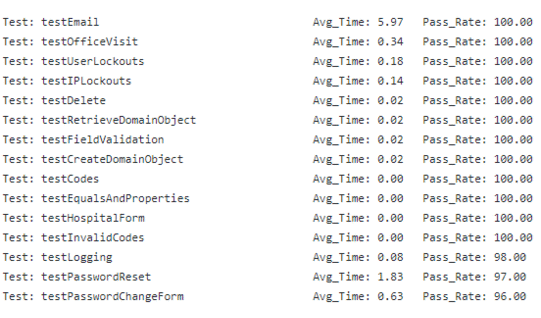 Test: testEmail Avg_Time: 5.97 Pass_Rate: 100.00
Test: testOfficeVisit Avg_Time: 0.34 Pass_Rate: 100.00
Test: testUserLockouts Avg_Time: 0.18 Pass_Rate: 100.00
Test: testIPLockouts Avg_Time: 0.14 Pass_Rate: 100.00
Test: testDelete Avg_Time: 0.02 Pass_Rate: 100.00
Test: testRetrieveDomainObject Avg_Time: 0.02 Pass_Rate: 100.00
Test: testFieldValidation Avg_Time: 0.02 Pass_Rate: 100.00
Test: testCreateDomainObject Avg_Time: 0.02 Pass_Rate: 100.00
Test: testCodes Avg_Time: 0.00 Pass_Rate: 100.00
Test: testEqualsAndProperties Avg_Time: 0.00 Pass_Rate: 100.00
Test: testHospitalForm Avg_Time: 0.00 Pass_Rate: 100.00
Test: testInvalidCodes Avg_Time: 0.00 Pass_Rate: 100.00
Test: testLogging Avg_Time: 0.08 Pass_Rate: 98.00
Test: testPasswordReset Avg_Time: 1.83 Pass_Rate: 97.00
Test: testPasswordChangeForm Avg_Time: 0.63 Pass_Rate: 96.00